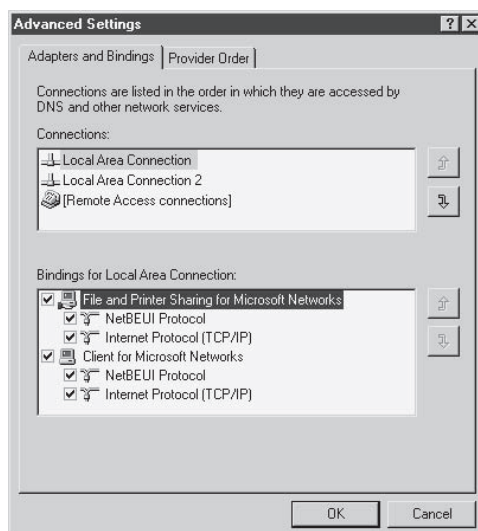 Advanced Settings
Adapters and Bindings
Provider Order
Connections are listed in the order in which they are accessed by
DNS and other network services.
Connections:
Local Area Connection
Local Area Connection 2
[Remote Access connections]
Bindings for Local Area Connection:
File and Printer Sharing for Microsoft Networks
NetBEUI Protocol
Internet Protocol (TCP/IP)
Client for Microsoft Networks
NetBEUI Protocol
Internet Protocol (TCP/IP)
OK
Cancel